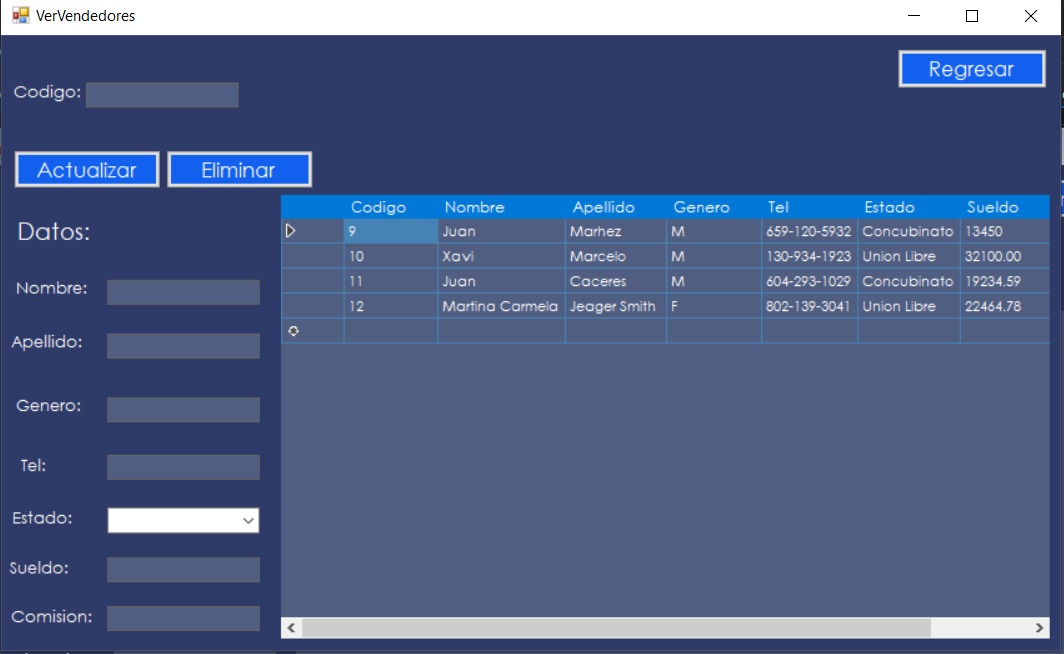 VerVendedores
Regresar
Codigo:
Actualizar
Eliminar
Datos:
Nombre:
Apellido:
Genero:
Tel:
Estado:
Sueldo:
Comision:
Codigo Nombre Apellido Genero Tel Estado Sueldo
9 Juan Marhez M 659-120-5932 Concubinato 13450
10 Xavi Marcelo M 130-934-1923 Union Libre 32100.00
11 Juan Caceres M 604-293-1029 Concubinato 19234.59
12 Martina Carmela Jeager Smith F 802-139-3041 Union Libre 22464.78